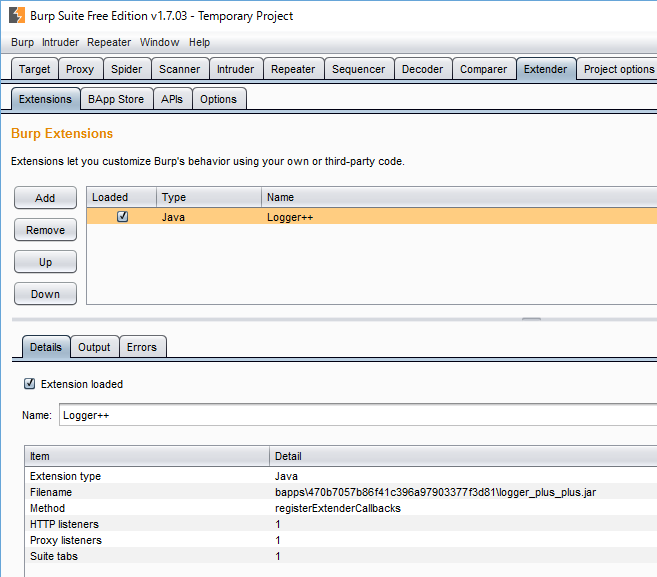 Burp Suite Free Edition v1.7.03 - Temporary Project
Burp Intruder Repeater Window Help
Target Proxy Spider Scanner Intruder Repeater Sequencer Decoder Comparer Extender Project options
Extensions BApp Store APIs Options
Burp Extensions
Extensions let you customize Burp's behavior using your own or third-party code.
Add
Remove
Up
Down
Loaded Type Name
Java Logger++
Details Output Errors
Extension loaded
Name: Logger++
Item Detail
Extension type Java
Filename bapps\470b7057b86f41c396a97903377f3d81\logger_plus_plus.jar
Method registerExtenderCallbacks
HTTP listeners 1
Proxy listeners 1
Suite tabs 1